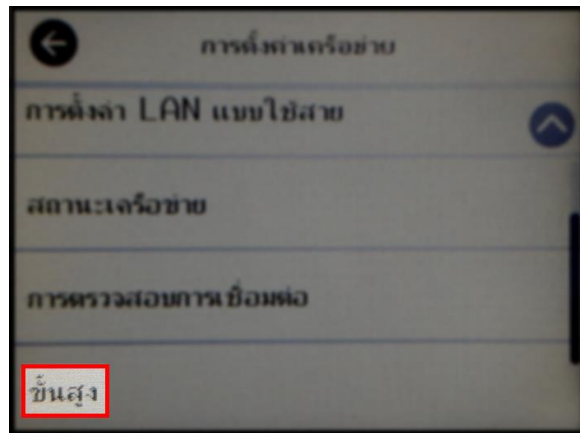 การตั้งค่าเครือข่าย
การตั้งค่า LAN แบบใช้สาย
สถานะเครือข่าย
การตรวจสอบการเชื่อมต่อ
ขั้นสูง